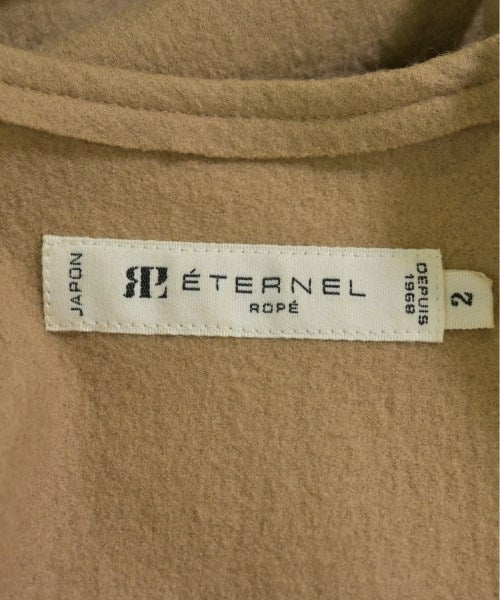 JAPON
ÉTERNEL
ROPÉ
DEPUIS
1968
2